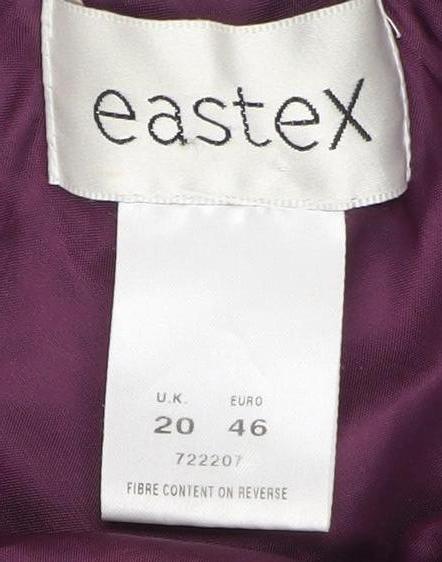 eastex
U.K. EURO
20 46
722207
FIBRE CONTENT ON REVERSE